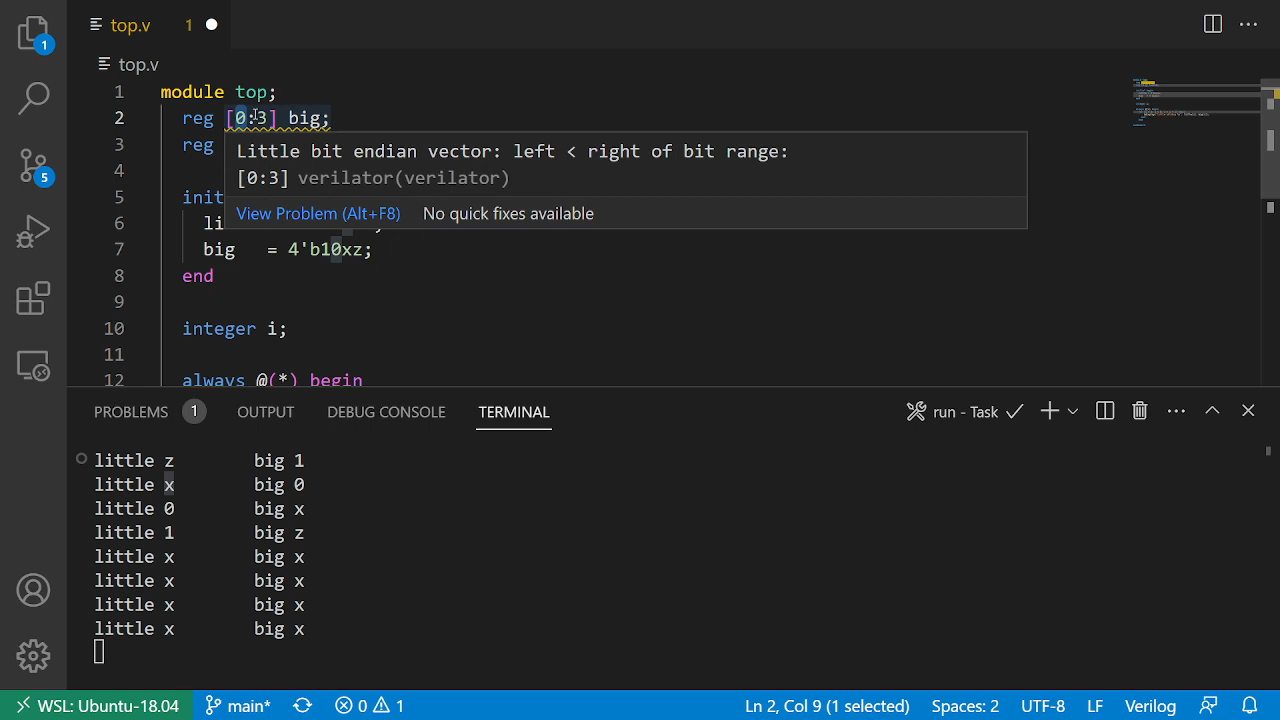 1
top.v 1
top.v
1 module top;
2 reg [0:3] big;
3 reg
Little bit endian vector: left < right of bit range:
[0:3] verilator(verilator)
View Problem (Alt+F8) No quick fixes available
4
5 init
6 li
7 big = 4'b10xz;
8 end
9
10 integer i;
11
12 always @(*) begin
PROBLEMS 1 OUTPUT DEBUG CONSOLE TERMINAL run - Task
little z big 1
little x big 0
little 0 big x
little 1 big z
little x big x
little x big x
little x big x
little x big x
5
WSL: Ubuntu-18.04 main* 0 1 Ln 2, Col 9 (1 selected) Spaces: 2 UTF-8 LF Verilog